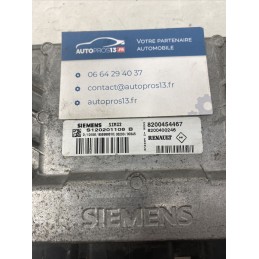 AUTOPROS13.FR
VOTRE PARTENAIRE
AUTOMOBILE
06 64 29 40 37
contact@autopros13.fr
autopros13.fr
SIEMENS
S120201108 B
8200454467
8200400246
RENAULT
SIEMENS